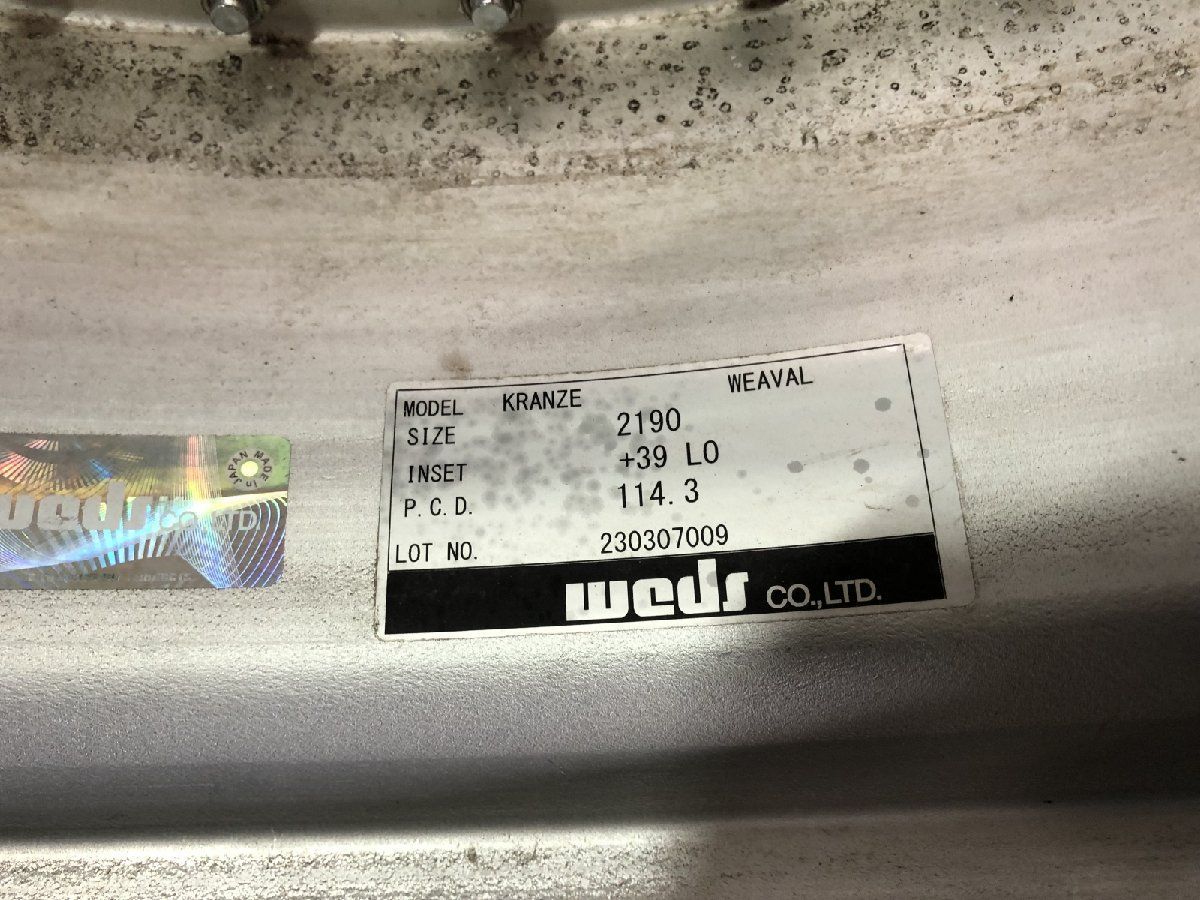 MODEL KRANZE WEAVAL
SIZE 2190
INSET +39 LO
P.C.D. 114.3
LOT NO. 230307009
weds CO.,LTD.
MADE In JAPAN
weds CO.,LTD.